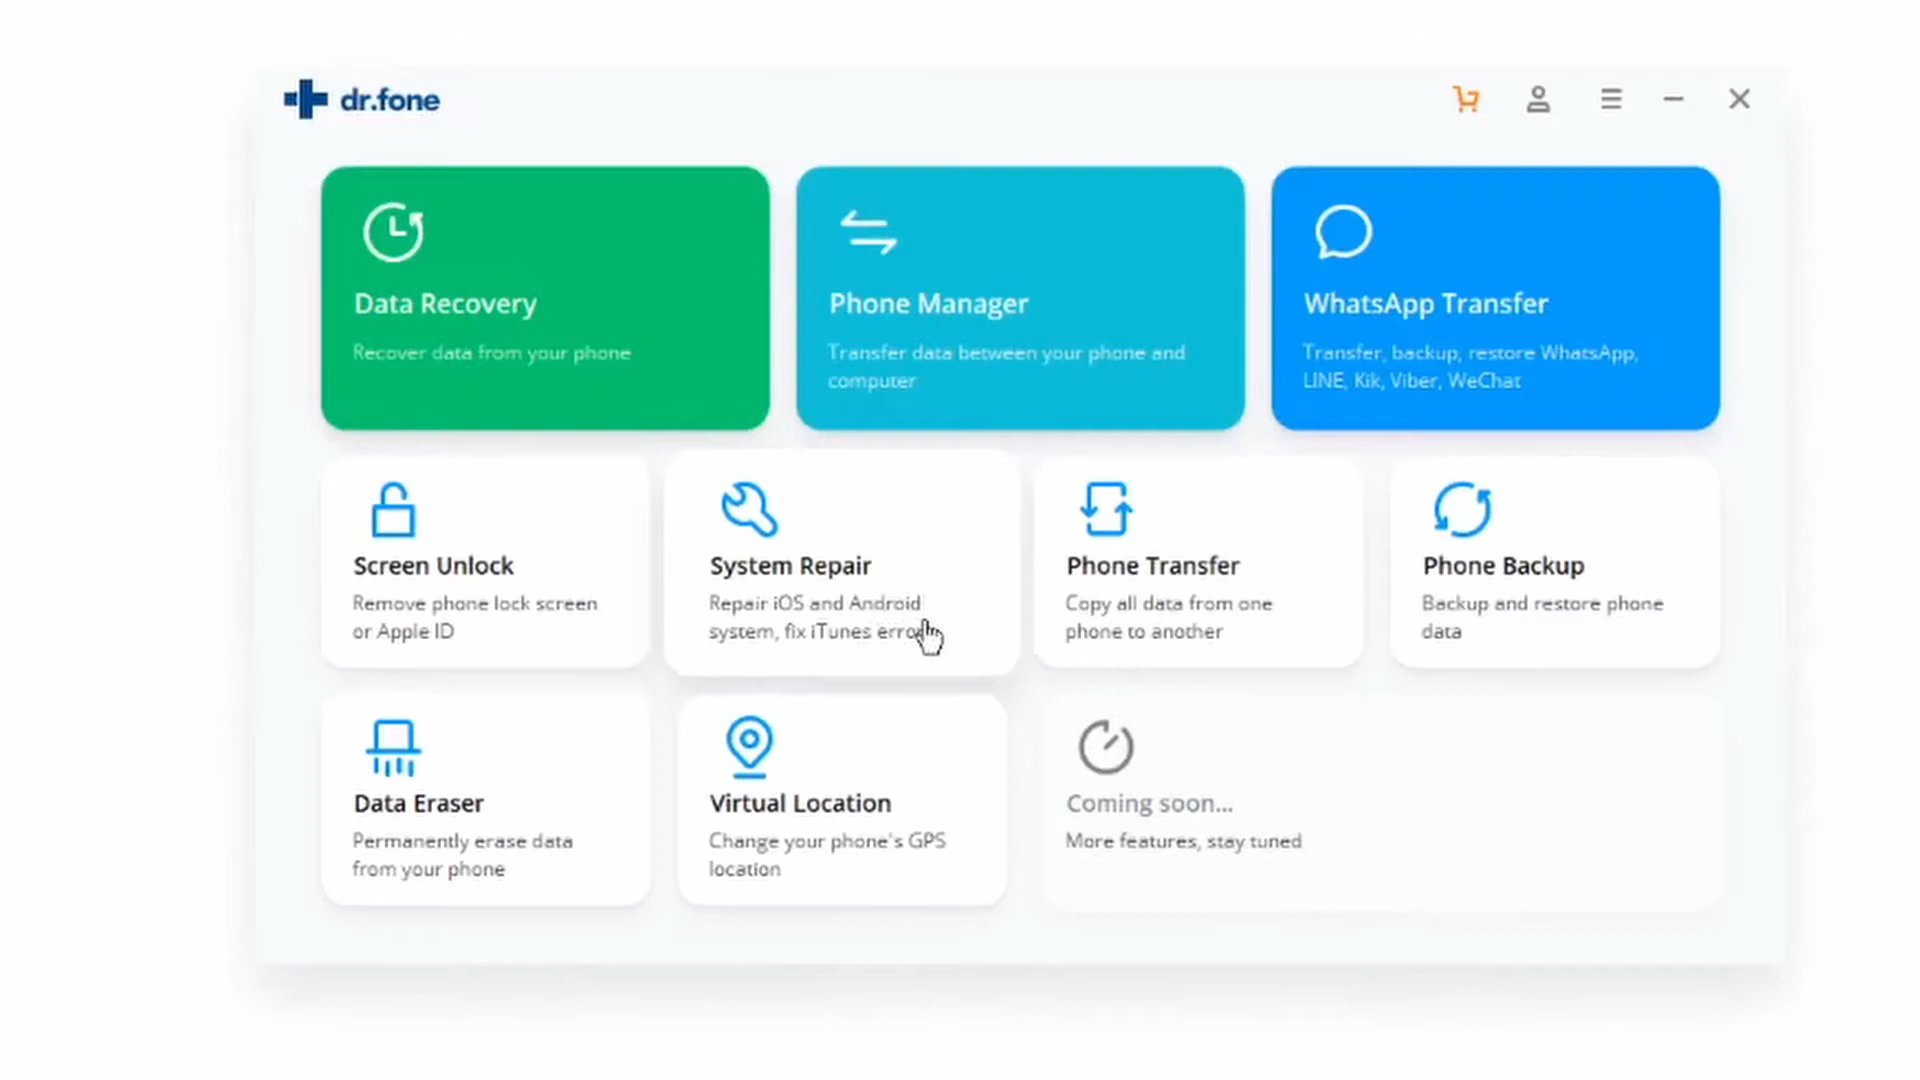 dr.fone
Data Recovery
Recover data from your phone
Phone Manager
Transfer data between your phone and
computer
WhatsApp Transfer
Transfer, backup, restore WhatsApp,
LINE, Kik, Viber, WeChat
Screen Unlock
Remove phone lock screen
or Apple ID
System Repair
Repair iOS and Android
system, fix iTunes
Phone Transfer
Copy all data from one
phone to another
Phone Backup
Backup and restore phone
data
Data Eraser
Permanently erase data
from your phone
Virtual Location
Change your phone's GPS
location
Coming soon...
More features, stay tuned